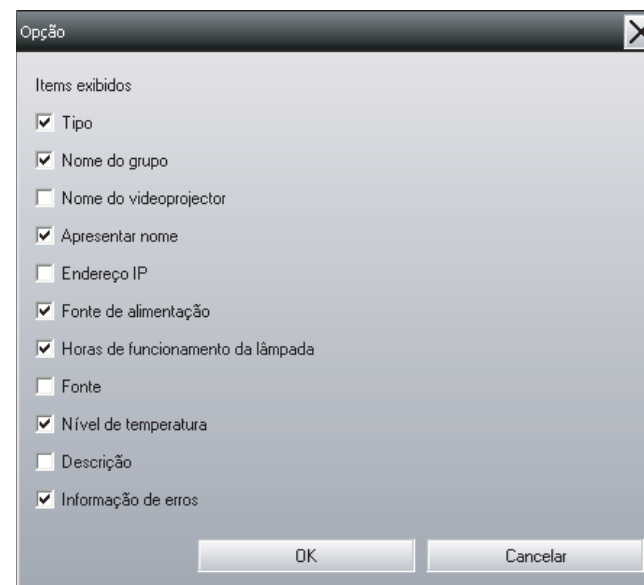 Opção
Items exibidos
Tipo
Nome do grupo
Nome do videoprojector
Apresentar nome
Endereço IP
Fonte de alimentação
Horas de funcionamento da lâmpada
Fonte
Nível de temperatura
Descrição
Informação de erros
OK Cancelar